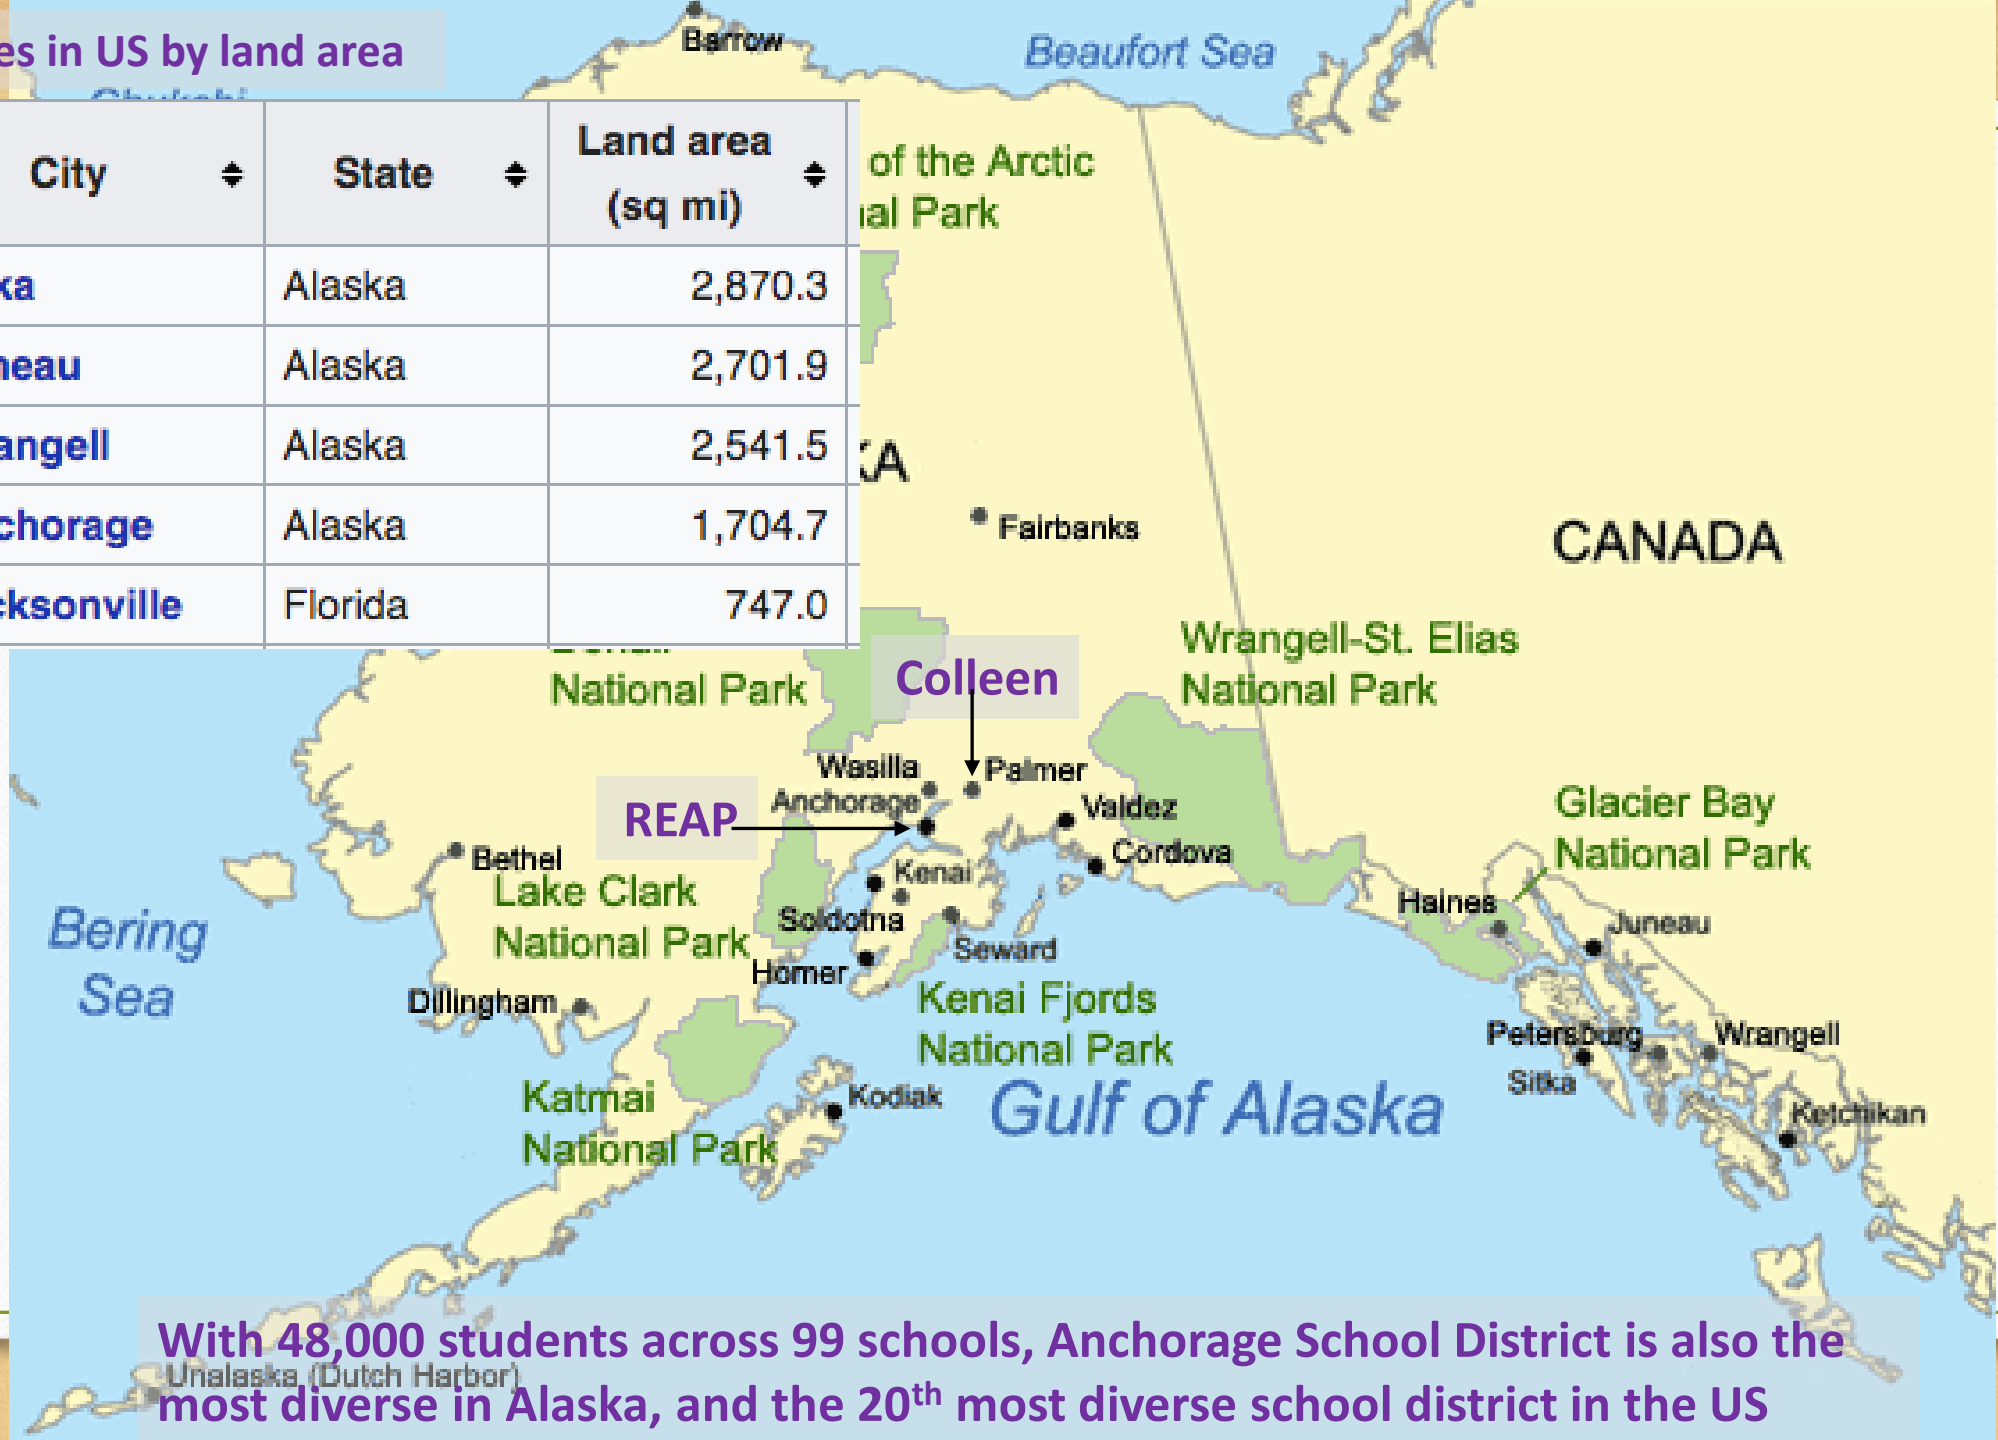 es in US by land area
Barrow
Beaufort Sea
City State Land area
(sq mi)
of the Arctic
al Park
ka Alaska 2,870.3
neau Alaska 2,701.9
angell Alaska 2,541.5
chorage Alaska 1,704.7
cksonville Florida 747.0
KA
Fairbanks
CANADA
Wrangell-St. Elias
National Park
National Park
Colleen
Wasilla
Palmer
Anchorage
REAP
Valdez
Cordova
Glacier Bay
National Park
Bethel
Kenai
Lake Clark
National Park
Soldotna
Seward
Homer
Haines
Juneau
Bering
Sea
Dillingham
Kenai Fjords
National Park
Petersburg
Wrangell
Sitka
Katmai
National Park
Kodiak
Gulf of Alaska
Ketchikan
With 48,000 students across 99 schools, Anchorage School District is also the
Unalaska (Dutch Harbor)
most diverse in Alaska, and the 20th most diverse school district in the US